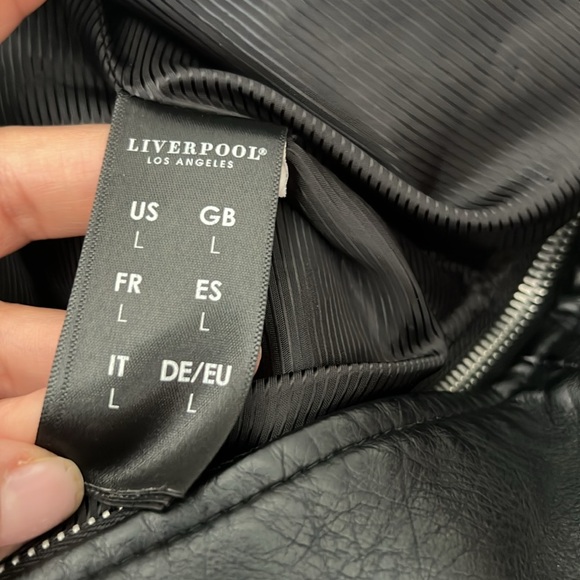 LIVERPOOL®
LOS ANGELES
US GB
L L
FR ES
L L
IT DE/EU
L L